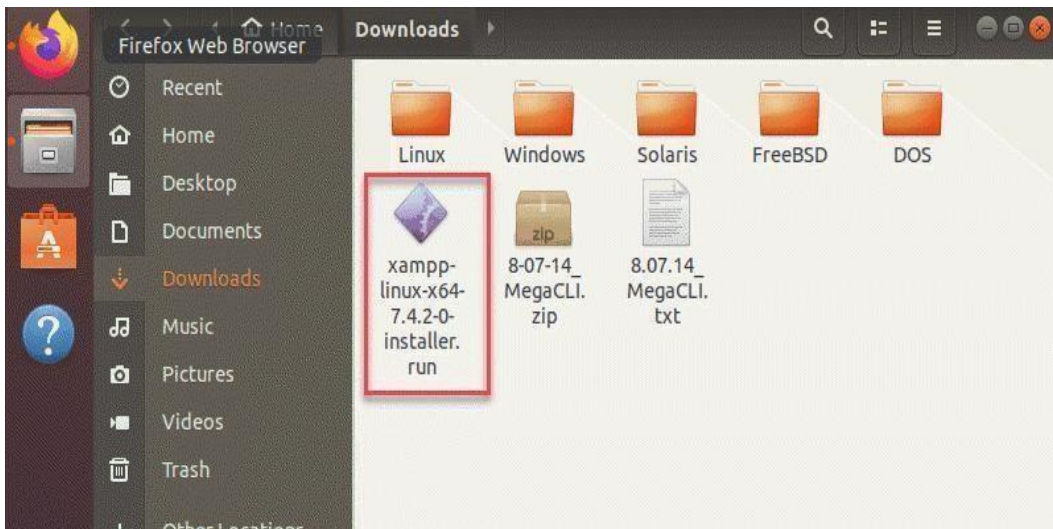 Home
Downloads
Firefox Web Browser
Recent
Home
Desktop
Documents
Downloads
Music
Pictures
Videos
Trash
Other Locations
Linux
Windows
Solaris
FreeBSD
DOS
xampp-
linux-x64-
7.4.2-0-
installer.
run
zip
8-07-14_
MegaCLI.
zip
8.07.14_
MegaCLI.
txt